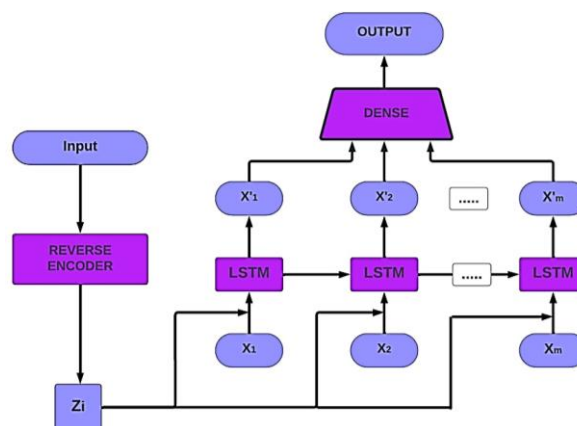 OUTPUT
DENSE
Input
X'1
X'2
.....
X'm
REVERSE
ENCODER
LSTM
LSTM
.....
LSTM
X1
X2
Xm
Zi